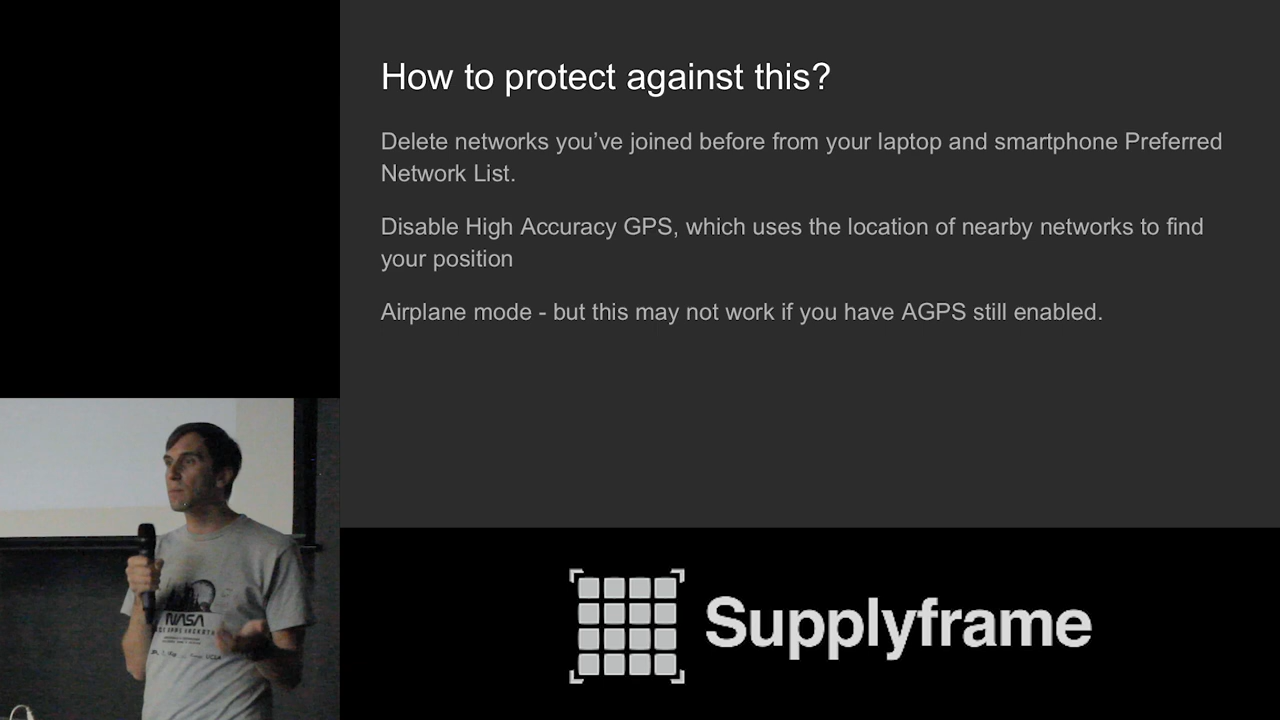 How to protect against this?
Delete networks you’ve joined before from your laptop and smartphone Preferred
Network List.
Disable High Accuracy GPS, which uses the location of nearby networks to find
your position
Airplane mode - but this may not work if you have AGPS still enabled.
NASA
Supplyframe